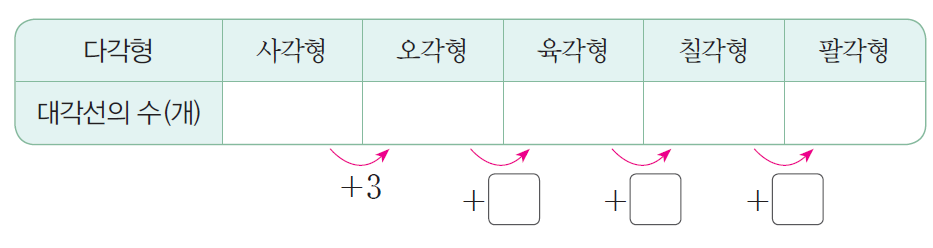 다각형 사각형 오각형 육각형 칠각형 팔각형
대각선의 수(개)
+3 + + +